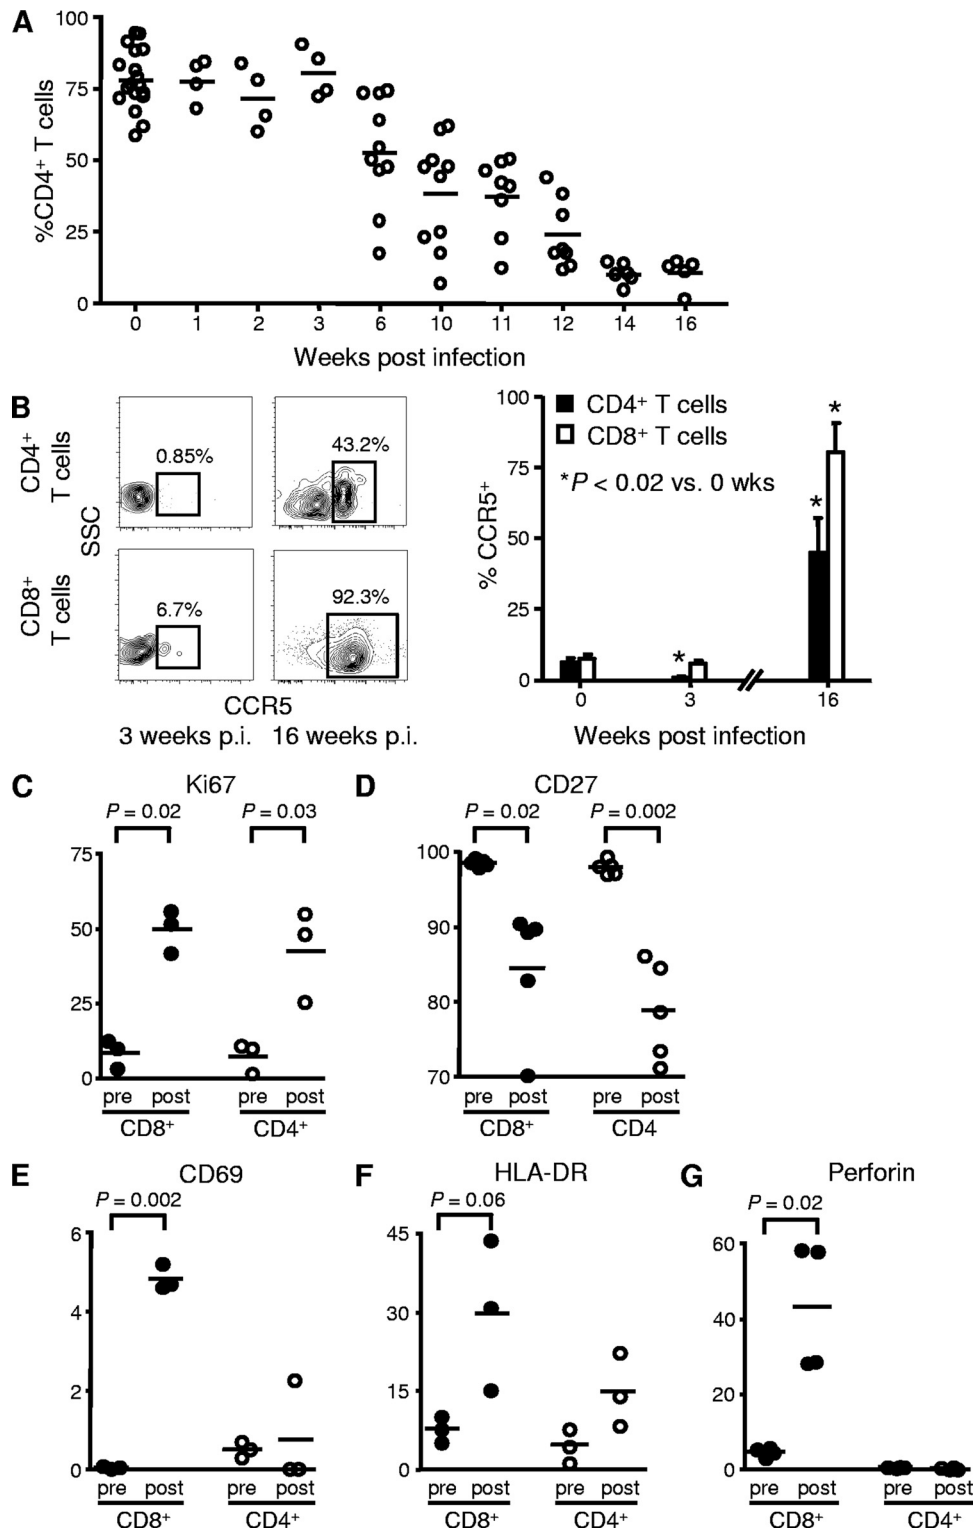 A
100
75
50
25
0
%CD4⁺ T cells
0 1 2 3 6 10 11 12 14 16
Weeks post infection
B
CD4⁺
T cells
CD8⁺
T cells
SSC
0.85%
43.2%
6.7%
92.3%
CCR5
3 weeks p.i. 16 weeks p.i.
100
75
50
25
0
% CCR5⁺
CD4⁺ T cells
CD8⁺ T cells
*P < 0.02 vs. 0 wks
*
*
*
0 3 16
Weeks post infection
C
Ki67
P = 0.02 P = 0.03
75
50
25
0
pre post pre post
CD8⁺ CD4⁺
D
CD27
P = 0.02 P = 0.002
100
90
80
70
pre post pre post
CD8⁺ CD4
E
CD69
P = 0.002
6
4
2
0
pre post pre post
CD8⁺ CD4⁺
F
HLA-DR
P = 0.06
45
30
15
0
pre post pre post
CD8⁺ CD4⁺
G
Perforin
P = 0.02
60
40
20
0
pre post pre post
CD8⁺ CD4⁺